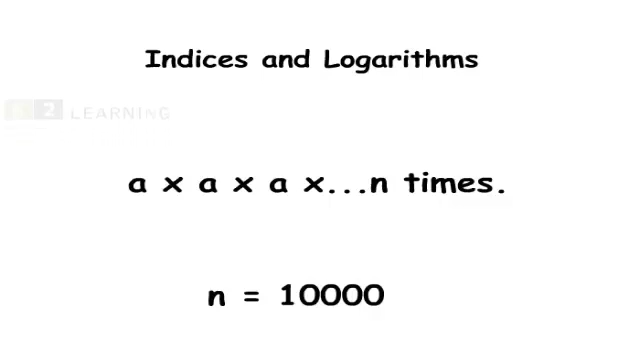 Indices and Logarithms
2 LEARNING
a x a x a x...n times.
n = 10000